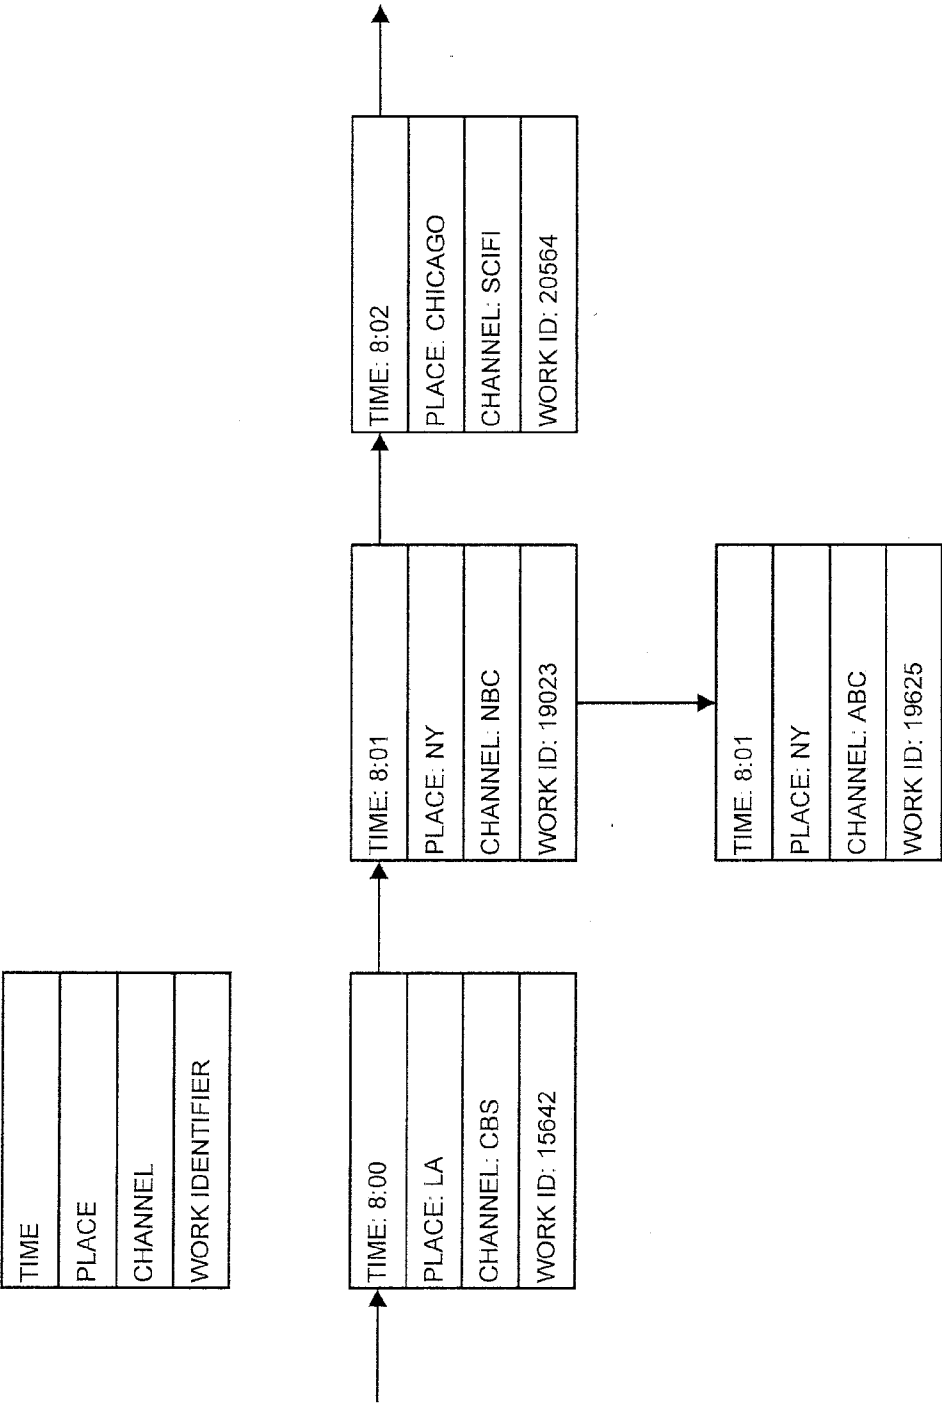 TIME
PLACE
CHANNEL
WORK IDENTIFIER
TIME: 8:00
PLACE: LA
CHANNEL: CBS
WORK ID: 15642
TIME: 8:01
PLACE: NY
CHANNEL: NBC
WORK ID: 19023
TIME: 8:02
PLACE: CHICAGO
CHANNEL: SCIFI
WORK ID: 20564
TIME: 8:01
PLACE: NY
CHANNEL: ABC
WORK ID: 19625